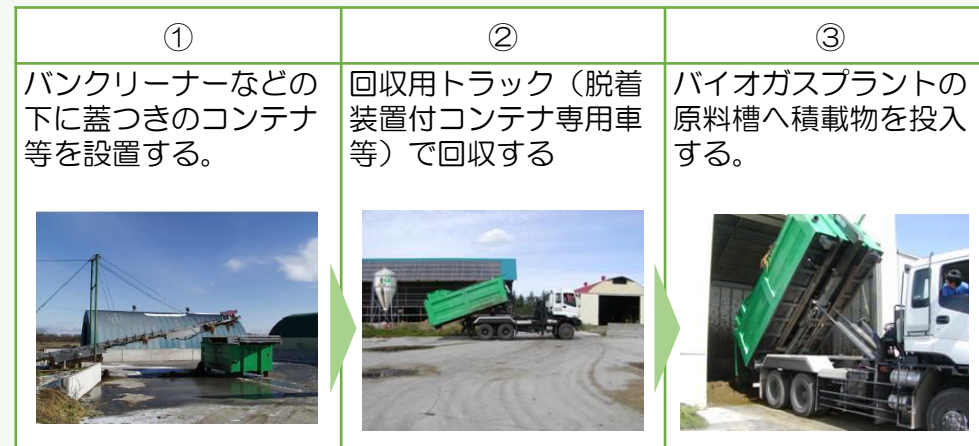 ①
バンクリーナーなどの
下に蓋つきのコンテナ
等を設置する。
②
回収用トラック（脱着
装置付コンテナ専用車
等）で回収する
③
バイオガスプラントの
原料槽へ積載物を投入
する。